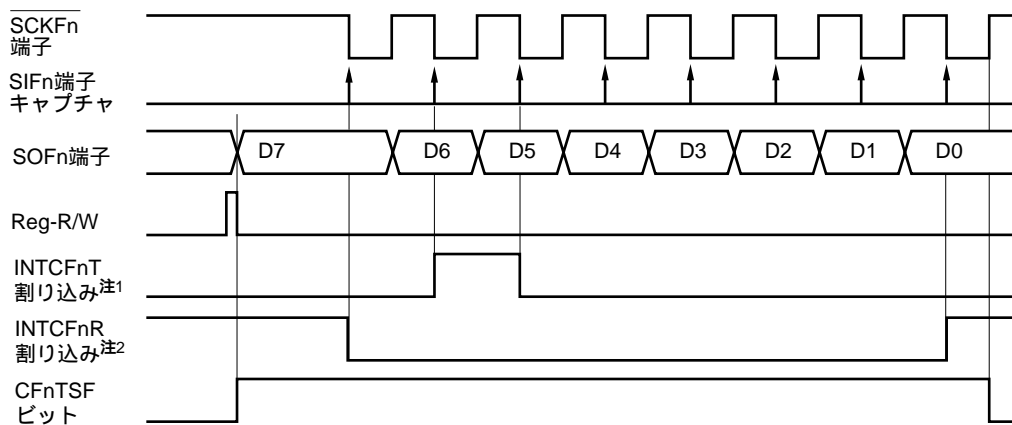 SCKFn
端子
SIFn端子
キャプチャ
SOFn端子
D7
D6
D5
D4
D3
D2
D1
D0
Reg-R/W
INTCFnT
割り込み注1
INTCFnR
割り込み注2
CFnTSF
ビット